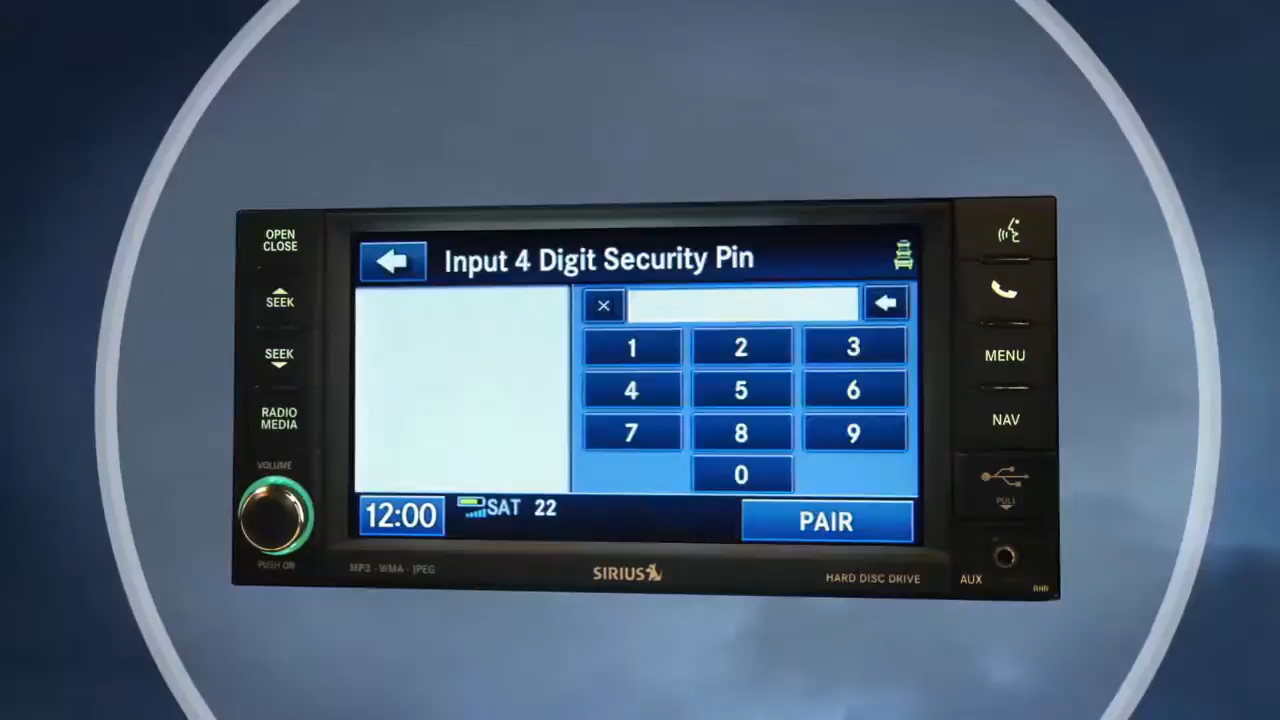 OPEN
CLOSE
SEEK
SEEK
RADIO
MEDIA
VOLUME
PUSH ON
Input 4 Digit Security Pin
×
1 2 3
4 5 6
7 8 9
0
12:00 SAT 22 PAIR
MP3 - WMA - JPEG
SIRIUS
HARD DISC DRIVE
MENU
NAV
PULL
AUX
RHR